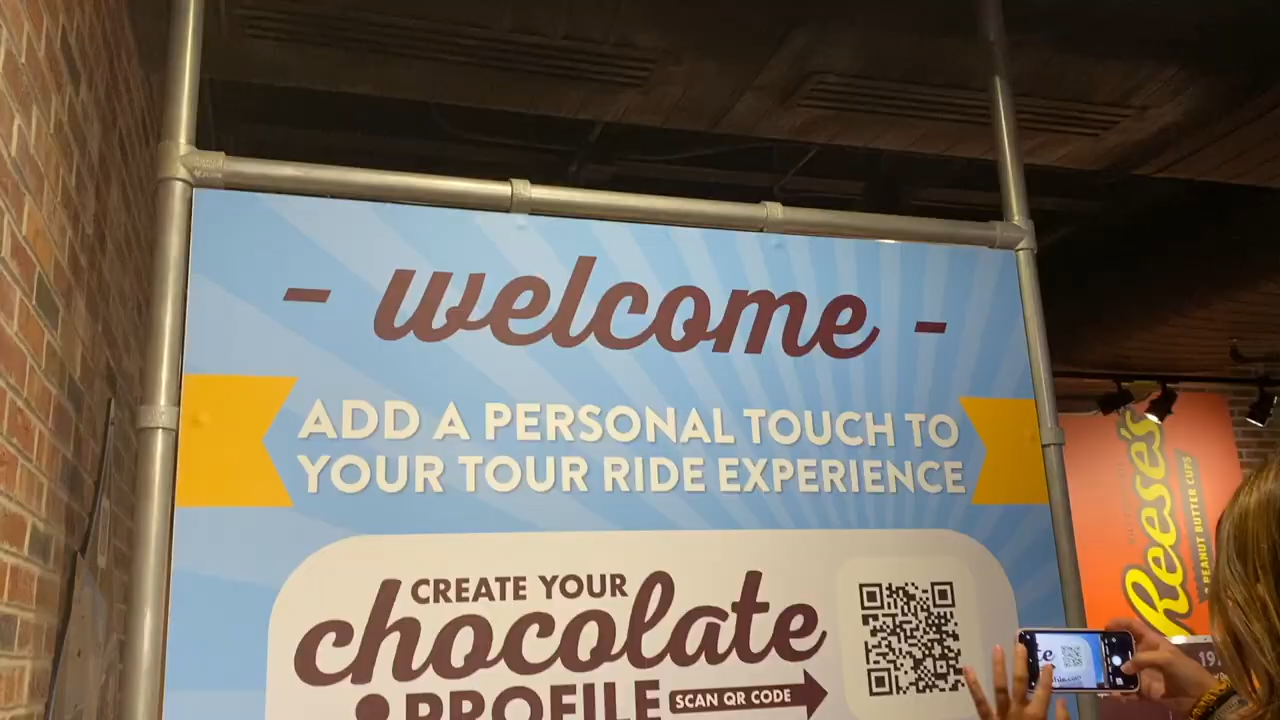 - welcome -
ADD A PERSONAL TOUCH TO
YOUR TOUR RIDE EXPERIENCE
CREATE YOUR
chocolate
PROFILE
SCAN QR CODE
Reese's
PEANUT BUTTER CUPS